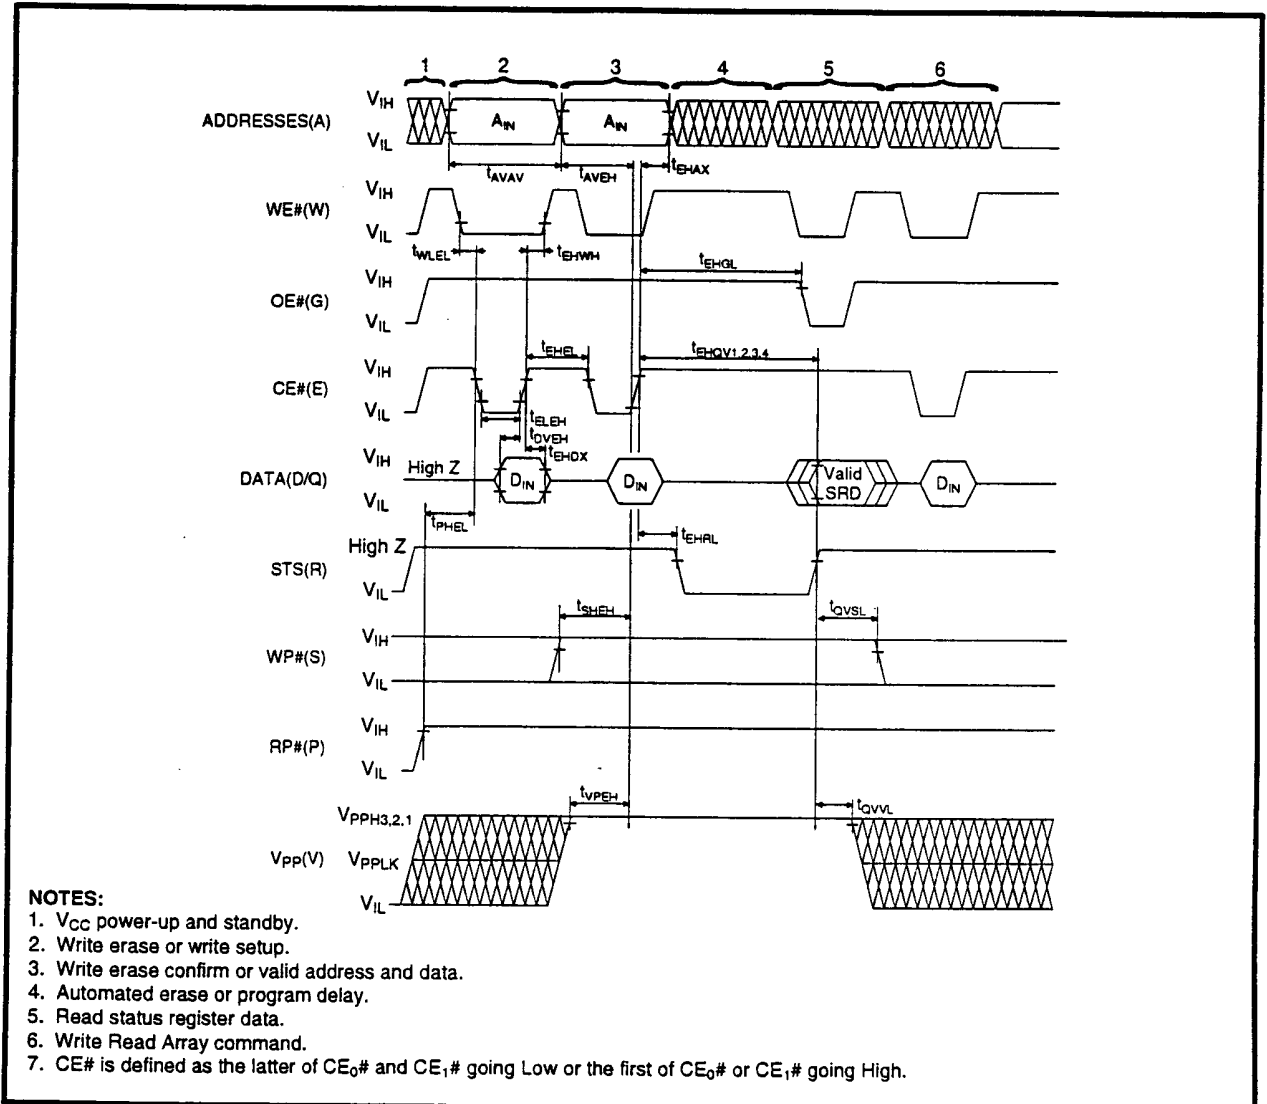 1 2 3 4 5 6
ADDRESSES(A) VIH VIL AIN AIN
tAVAV tAVEH tEHAX
WE#(W) VIH VIL
tWLEL tEHWH
OE#(G) VIH VIL
tEHGL
CE#(E) VIH VIL
tEHEL tEHQV1,2,3,4
tELEH
tDVEH
tEHDX
DATA(D/Q) VIH High Z VIL DIN DIN Valid SRD DIN
tPHEL
STS(R) High Z VIL
tEHRL
WP#(S) VIH VIL
tSHEH tQVSL
RP#(P) VIH VIL
tVPEH tQVVL
VPP(V) VPPH3,2,1 VPPLK VIL
NOTES:
1. VCC power-up and standby.
2. Write erase or write setup.
3. Write erase confirm or valid address and data.
4. Automated erase or program delay.
5. Read status register data.
6. Write Read Array command.
7. CE# is defined as the latter of CE0# and CE1# going Low or the first of CE0# or CE1# going High.